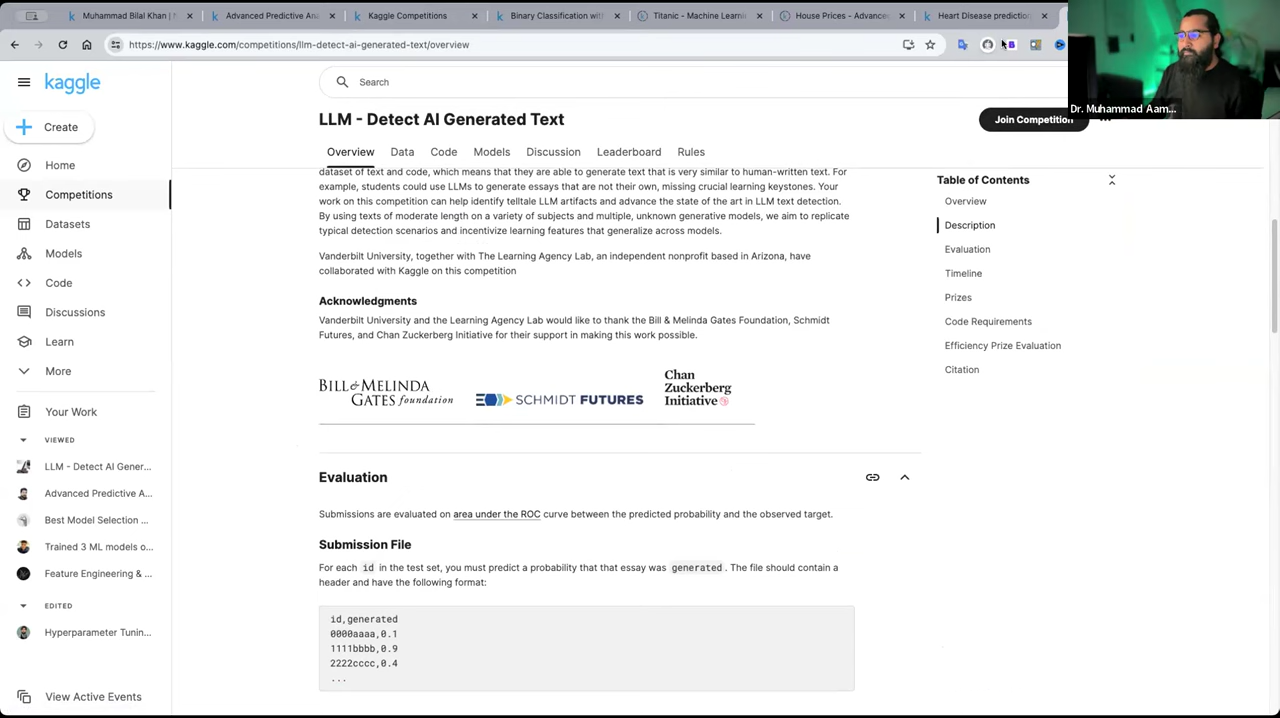 Muhammad Bilal Khan | N
Advanced Predictive Ana
Kaggle Competitions
Binary Classification with
Titanic - Machine Learni
House Prices - Advance
Heart Disease prediction
https://www.kaggle.com/competitions/llm-detect-ai-generated-text/overview
Dr. Muhammad Aam...
kaggle
Search
Create
LLM - Detect AI Generated Text
Join Competition
Overview
Data
Code
Models
Discussion
Leaderboard
Rules
Home
Competitions
Datasets
Models
Code
Discussions
Learn
More
Your Work
VIEWED
LLM - Detect AI Gener...
Advanced Predictive A...
Best Model Selection ...
Trained 3 ML models o...
Feature Engineering & ...
EDITED
Hyperparameter Tunin...
View Active Events
dataset of text and code, which means that they are able to generate text that is very similar to human-written text. For
example, students could use LLMs to generate essays that are not their own, missing crucial learning keystones. Your
work on this competition can help identify telltale LLM artifacts and advance the state of the art in LLM text detection.
By using texts of moderate length on a variety of subjects and multiple, unknown generative models, we aim to replicate
typical detection scenarios and incentivize learning features that generalize across models.
Vanderbilt University, together with The Learning Agency Lab, an independent nonprofit based in Arizona, have
collaborated with Kaggle on this competition
Acknowledgments
Vanderbilt University and the Learning Agency Lab would like to thank the Bill & Melinda Gates Foundation, Schmidt
Futures, and Chan Zuckerberg Initiative for their support in making this work possible.
BILL & MELINDA
GATES foundation
SCHMIDT FUTURES
Chan
Zuckerberg
Initiative
Evaluation
Submissions are evaluated on area under the ROC curve between the predicted probability and the observed target.
Submission File
For each id in the test set, you must predict a probability that that essay was generated. The file should contain a
header and have the following format:
id,generated
0000aaaa,0.1
1111bbbb,0.9
2222cccc,0.4
...
Table of Contents
Overview
Description
Evaluation
Timeline
Prizes
Code Requirements
Efficiency Prize Evaluation
Citation